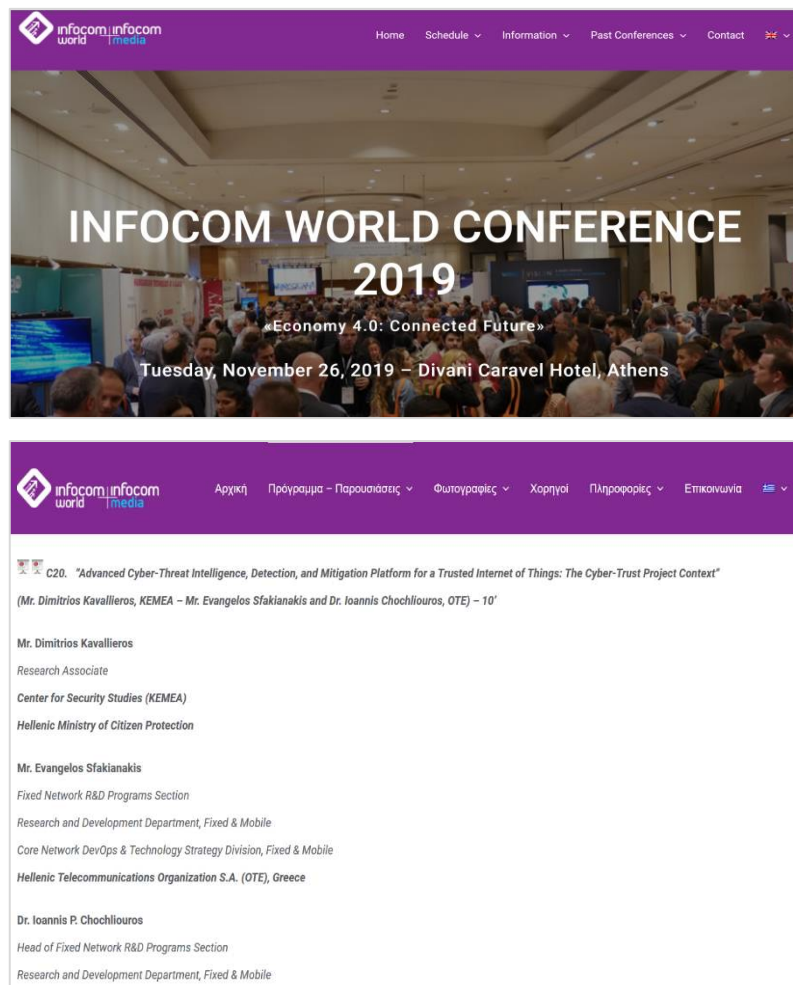 infocom infocom
world media
Home Schedule Information Past Conferences Contact
INFOCOM WORLD CONFERENCE
2019
«Economy 4.0: Connected Future»
Tuesday, November 26, 2019 – Divani Caravel Hotel, Athens
infocom infocom
world media
Αρχική Πρόγραμμα – Παρουσιάσεις Φωτογραφίες Χορηγοί Πληροφορίες Επικοινωνία
C20. "Advanced Cyber-Threat Intelligence, Detection, and Mitigation Platform for a Trusted Internet of Things: The Cyber-Trust Project Context"
(Mr. Dimitrios Kavallieros, KEMEA – Mr. Evangelos Sfakianakis and Dr. Ioannis Chochliouros, OTE) – 10'
Mr. Dimitrios Kavallieros
Research Associate
Center for Security Studies (KEMEA)
Hellenic Ministry of Citizen Protection
Mr. Evangelos Sfakianakis
Fixed Network R&D Programs Section
Research and Development Department, Fixed & Mobile
Core Network DevOps & Technology Strategy Division, Fixed & Mobile
Hellenic Telecommunications Organization S.A. (OTE), Greece
Dr. Ioannis P. Chochliouros
Head of Fixed Network R&D Programs Section
Research and Development Department, Fixed & Mobile